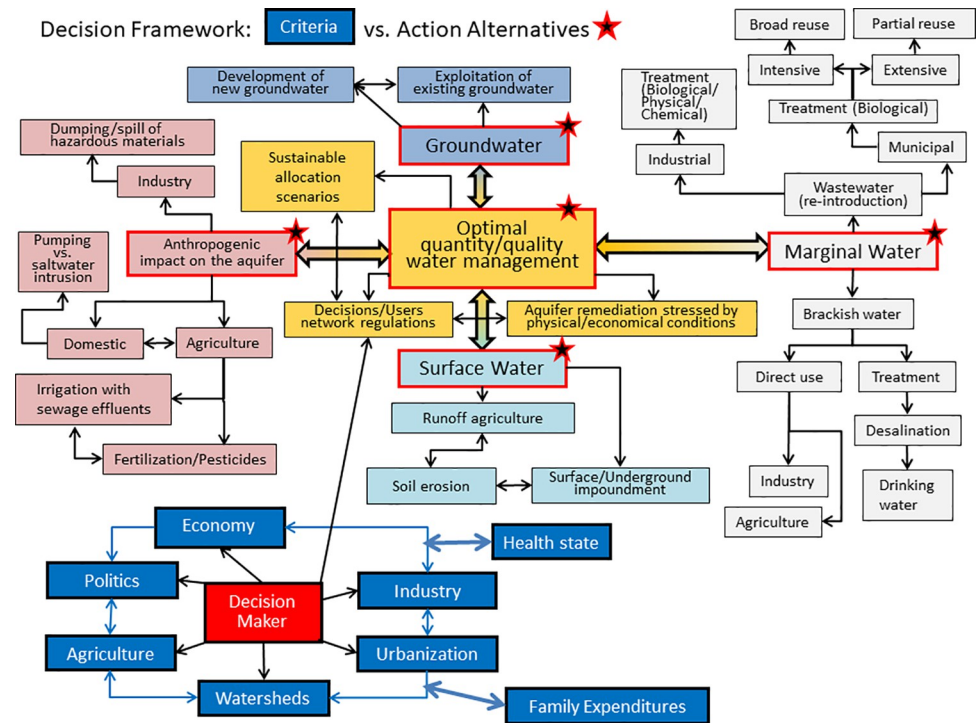 Decision Framework: Criteria vs. Action Alternatives
Broad reuse
Partial reuse
Intensive
Extensive
Development of
new groundwater
Exploitation of
existing groundwater
Treatment
(Biological/
Physical/
Chemical)
Treatment (Biological)
Dumping/spill of
hazardous materials
Groundwater
Municipal
Sustainable
allocation
scenarios
Industrial
Industry
Wastewater
(re-introduction)
Optimal
quantity/quality
water management
Anthropogenic
impact on the aquifer
Marginal Water
Pumping
vs.
saltwater
intrusion
Decisions/Users
network regulations
Aquifer remediation stressed by
physical/economical conditions
Brackish water
Domestic
Agriculture
Surface Water
Direct use
Treatment
Irrigation with
sewage effluents
Runoff agriculture
Desalination
Fertilization/Pesticides
Soil erosion
Surface/Underground
impoundment
Industry
Drinking
water
Agriculture
Economy
Health state
Politics
Decision
Maker
Industry
Agriculture
Urbanization
Watersheds
Family Expenditures